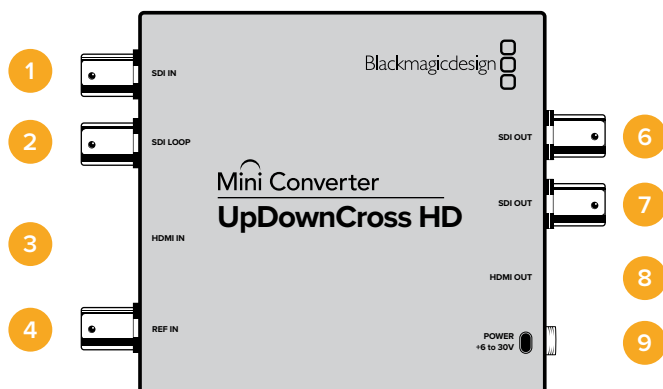 1
SDI IN
2
SDI LOOP
3
HDMI IN
4
REF IN
Blackmagicdesign
Mini Converter
UpDownCross HD
SDI OUT
6
SDI OUT
7
HDMI OUT
8
POWER
+6 to 30V
9